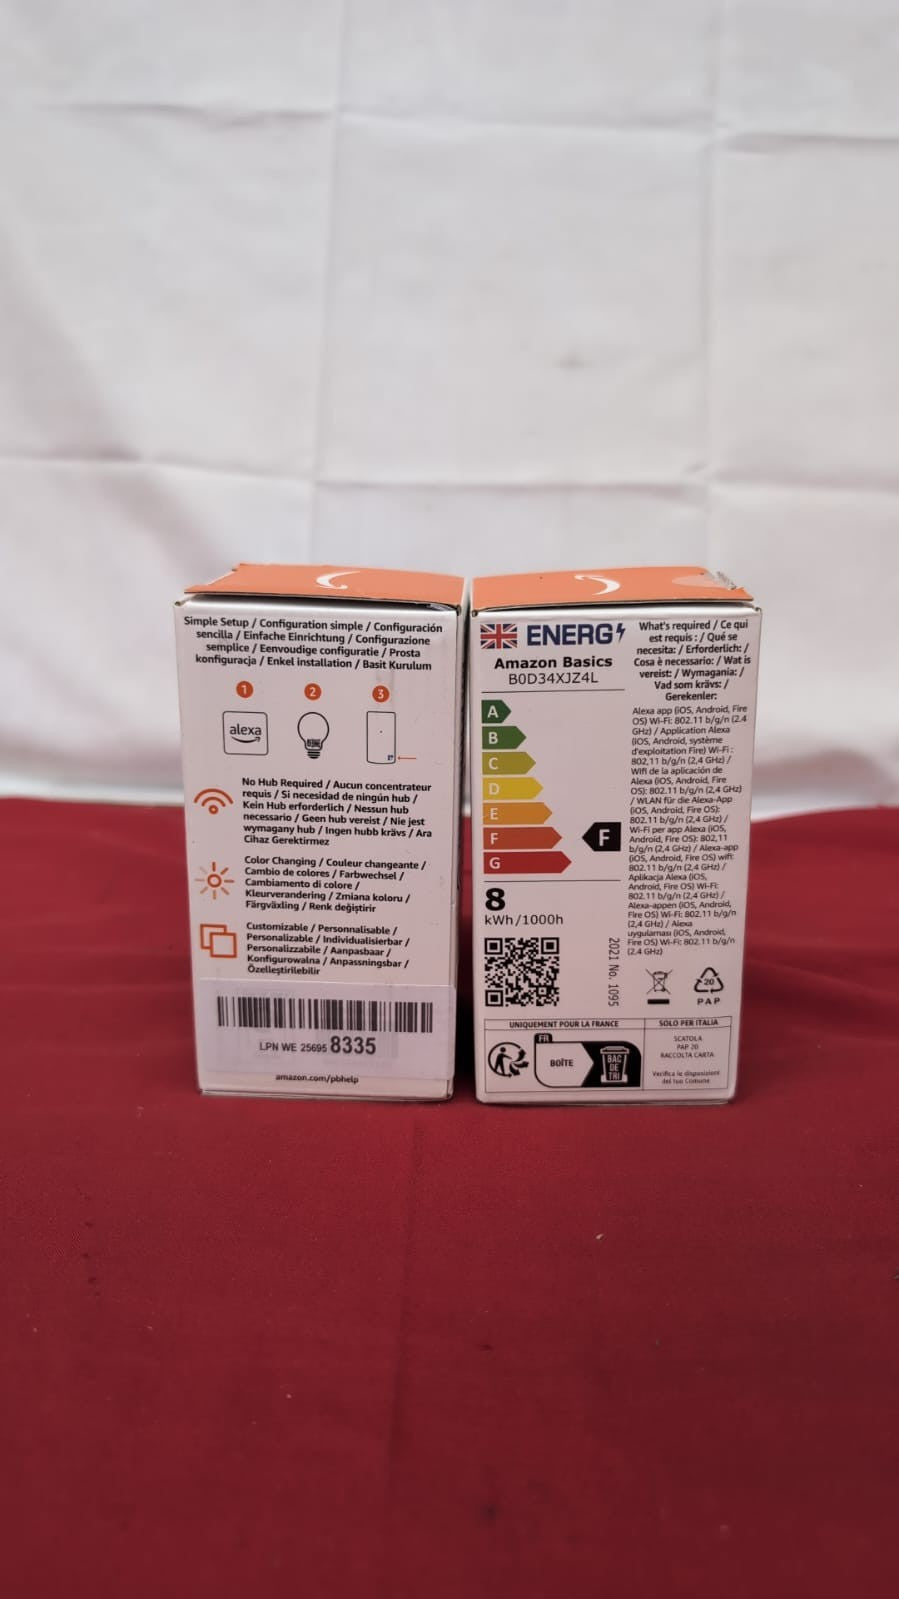 Simple Setup / Configuration simple / Configuración
sencilla / Einfache Einrichtung / Configurazione
semplice / Eenvoudige configuratie / Prosta
konfiguracja / Enkel installation / Basit Kurulum
1
2
3
alexa
No Hub Required / Aucun concentrateur
requis / Si necesidad de ningún hub /
Kein Hub erforderlich / Nessun hub
necessario / Geen hub vereist / Nie jest
wymagany hub / Ingen hubb krävs / Ara
Cihaz Gerektirmez
Color Changing / Couleur changeante /
Cambio de colores / Farbwechsel /
Cambiamento di colore /
Kleurverandering / Zmiana koloru /
Färgväxling / Renk değiştir
Customizable / Personnalisable /
Personalizable / Individualisierbar /
Personalizzabile / Aanpasbaar /
Konfigurowalna / Anpassningsbar /
Özelleştirilebilir
LPN WE 25695 8335
amazon.com/pbhelp
ENERG
Amazon Basics
B0D34XJZ4L
A
B
C
D
E
F
G
F
8
kWh/1000h
2021 No. 1095
What's required / Ce qui
est requis : / Qué se
necesita: / Erforderlich: /
Cosa è necessario: / Wat is
vereist: / Wymagania: /
Vad som krävs: /
Gerekenler:
Alexa app (iOS, Android, Fire
OS) Wi-Fi: 802.11 b/g/n (2.4
GHz) / Application Alexa
(iOS, Android, système
d'exploitation Fire) Wi-Fi :
802,11 b/g/n (2,4 GHz) /
Wifi de la aplicación de
Alexa (iOS, Android, Fire
OS): 802.11 b/g/n (2,4 GHz)
/ WLAN für die Alexa-App
(iOS, Android, Fire OS):
802.11 b/g/n (2,4 GHz) /
Wi-Fi per app Alexa (iOS,
Android, Fire OS): 802,11
b/g/n (2,4 GHz) / Alexa-app
(iOS, Android, Fire OS) wifi:
802.11 b/g/n (2,4 GHz) /
Aplikacja Alexa (iOS,
Android, Fire OS) Wi-Fi:
802.11 b/g/n (2,4 GHz) /
Alexa-appen (iOS, Android,
Fire OS) Wi-Fi: 802.11 b/g/n
(2,4 GHz) / Alexa
uygulaması (iOS, Android,
Fire OS) Wi-Fi: 802.11 b/g/n
(2.4 GHz)
20
PAP
UNIQUEMENT POUR LA FRANCE
FR
BOÎTE
BAC
DE
TRI
SOLO PER ITALIA
SCATOLA
PAP 20
RACCOLTA CARTA
Verifica le disposizioni
del tuo Comune